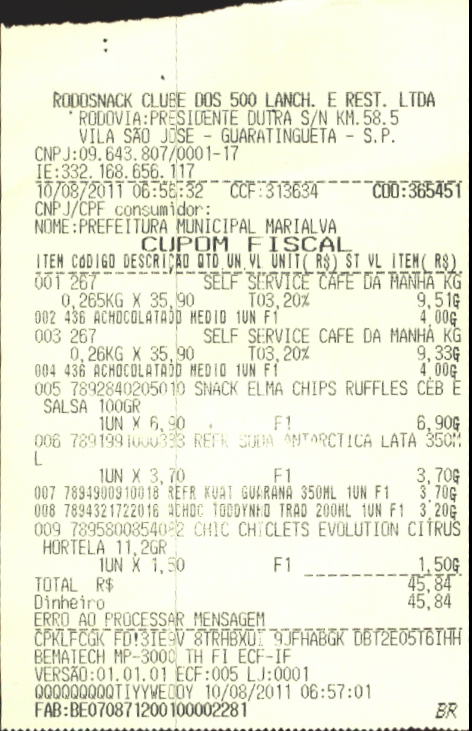 RODOSNACK CLUBE DOS 500 LANCH. E REST. LTDA
RODOVIA:PRESIDENTE DUTRA S/N KM.58.5
VILA SÃO JOSE - GUARATINGUETA - S.P.
CNPJ:09.643.807/0001-17
IE:332.168.656.117
10/08/2011 06:56:32 CCF:313634 COO:365451
CNPJ/CPF consumidor:
NOME:PREFEITURA MUNICIPAL MARIALVA
CUPOM FISCAL
ITEM CÓDIGO DESCRIÇÃO QTD UN VL UNIT( R$) ST VL ITEM( R$)
001 267 SELF SERVICE CAFE DA MANHÃ KG
0,265KG X 35,90 T03,20% 9,51G
002 436 ACHOCOLATADO MEDIO 1UN F1 4,00G
003 267 SELF SERVICE CAFE DA MANHÃ KG
0,26KG X 35,90 T03,20% 9,33G
004 436 ACHOCOLATADO MEDIO 1UN F1 4,00G
005 7892840205010 SNACK ELMA CHIPS RUFFLES CEB E
SALSA 100GR
1UN X 6,90 F1 6,90G
006 7891991000333 REFR SODA ANTARCTICA LATA 350M
L
1UN X 3,70 F1 3,70G
007 7894900910018 REFR KUAT GUARANA 350ML 1UN F1 3,70G
008 7894321722016 ACHOC TODDYNHO TRAD 200ML 1UN F1 3,20G
009 7895800854082 CHIC CHICLETS EVOLUTION CITRUS
HORTELA 11,2GR
1UN X 1,50 F1 1,50G
TOTAL R$ 45,84
Dinheiro 45,84
ERRO AO PROCESSAR MENSAGEM
BEMATECH MP-3000 TH FI ECF-IF
VERSÃO:01.01.01 ECF:005 LJ:0001
QQQQQQQQQTIYYWEDOY 10/08/2011 06:57:01
FAB:BE070871200100002281 BR